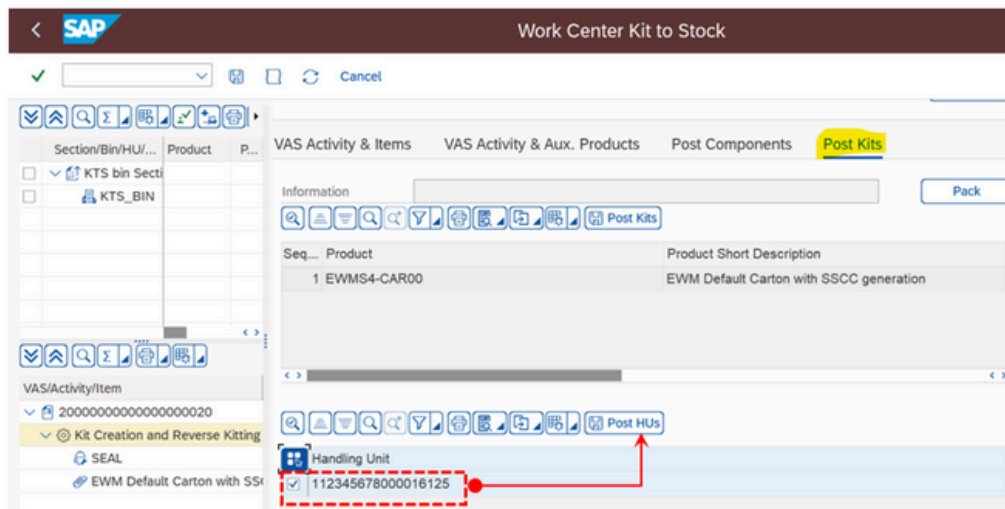 SAP
Work Center Kit to Stock
Cancel
Section/Bin/HU/... Product P...
KTS bin Secti
KTS_BIN
VAS/Activity/Item
20000000000000000020
Kit Creation and Reverse Kitting
SEAL
EWM Default Carton with SS
VAS Activity & Items VAS Activity & Aux. Products Post Components Post Kits
Information Pack
Post Kits
Seq... Product Product Short Description
1 EWMS4-CAR00 EWM Default Carton with SSCC generation
Post HUs
Handling Unit
112345678000016125